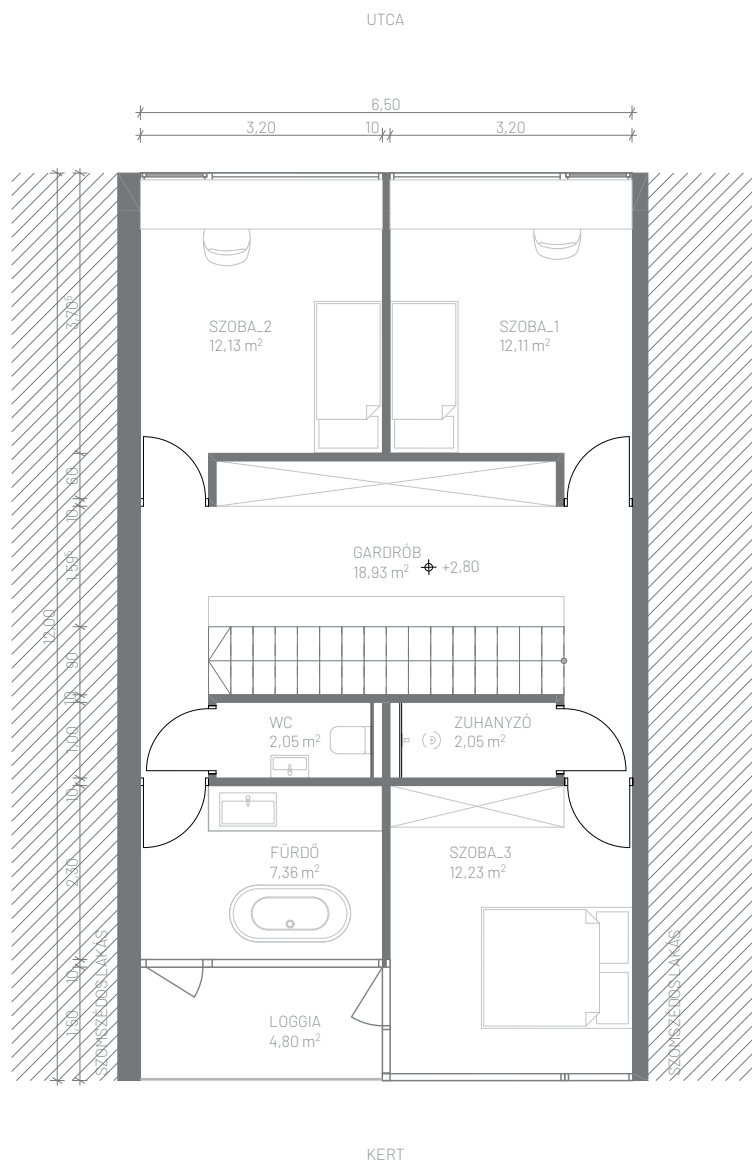 UTCA
6,50
3,20
10
3,20
SZOBA_2
12,13 m²
SZOBA_1
12,11 m²
3,70⁵
60
10
1,59⁵
90
10
1,00
10
2,30
10
1,50
12,00
GARDRÓB
18,93 m²
+2,80
WC
2,05 m²
ZUHANYZÓ
2,05 m²
FÜRDŐ
7,36 m²
SZOBA_3
12,23 m²
LOGGIA
4,80 m²
SZOMSZÉDOS LAKÁS
SZOMSZÉDOS LAKÁS
KERT